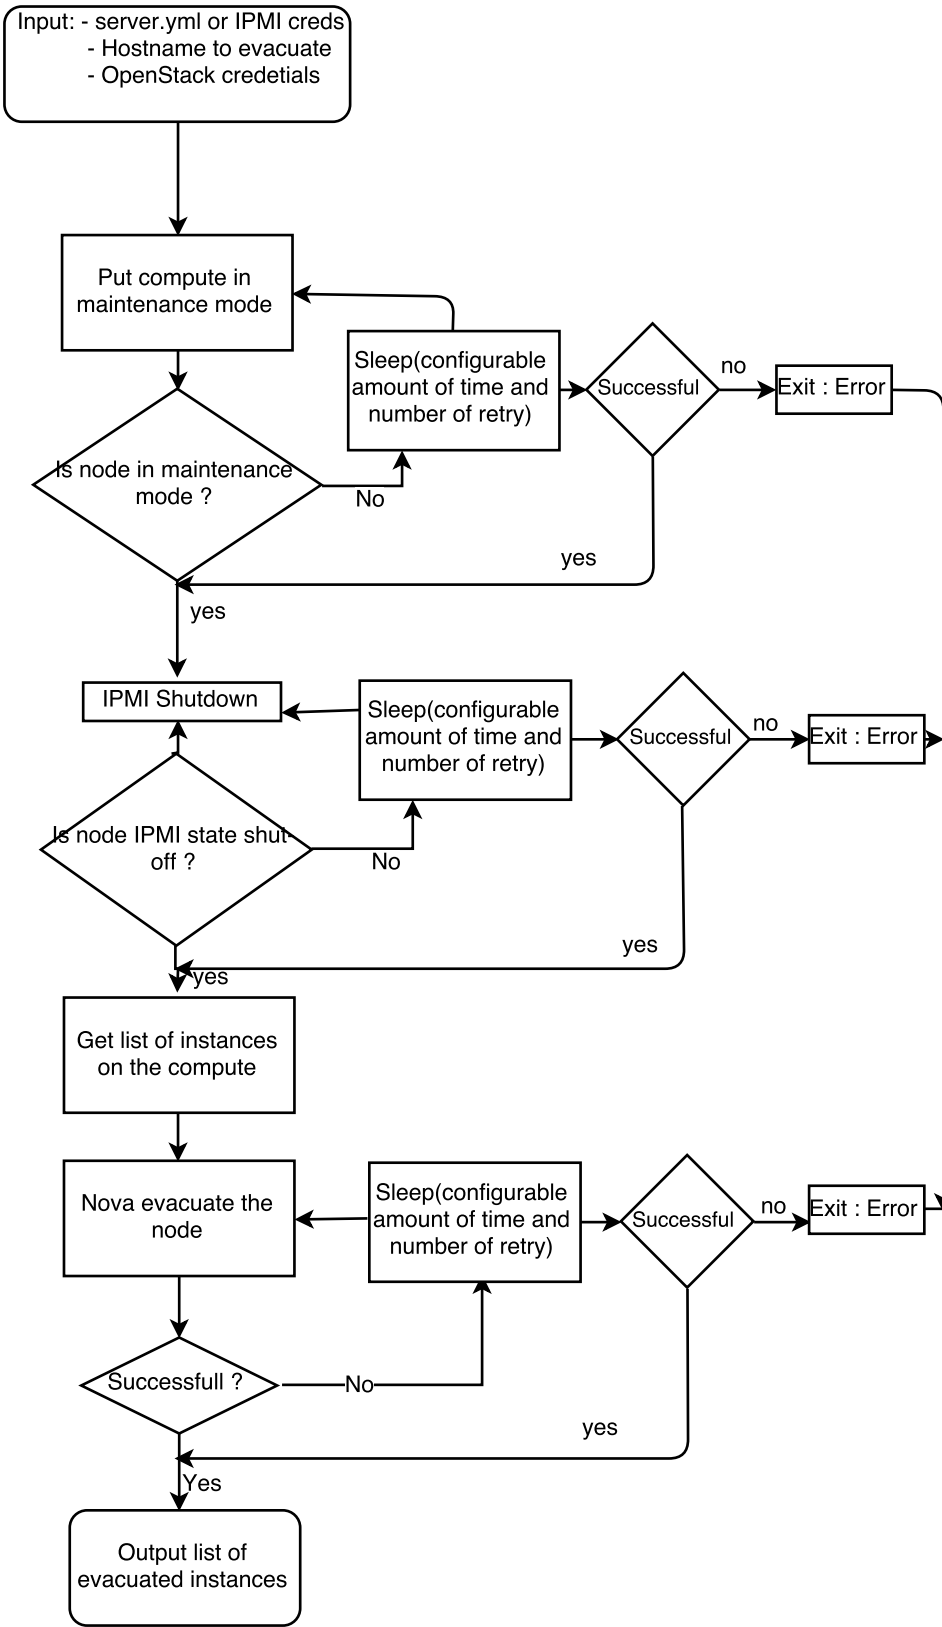 Input: - server.yml or IPMI creds
- Hostname to evacuate
- OpenStack credetials
Put compute in
maintenance mode
Sleep(configurable
amount of time and
number of retry)
Successful
no
Exit : Error
Is node in maintenance
mode ?
No
yes
yes
IPMI Shutdown
Sleep(configurable
amount of time and
number of retry)
Successful
no
Exit : Error
Is node IPMI state shut-
off ?
No
yes
yes
Get list of instances
on the compute
Nova evacuate the
node
Sleep(configurable
amount of time and
number of retry)
Successful
no
Exit : Error
Successfull ?
No
yes
Yes
Output list of
evacuated instances